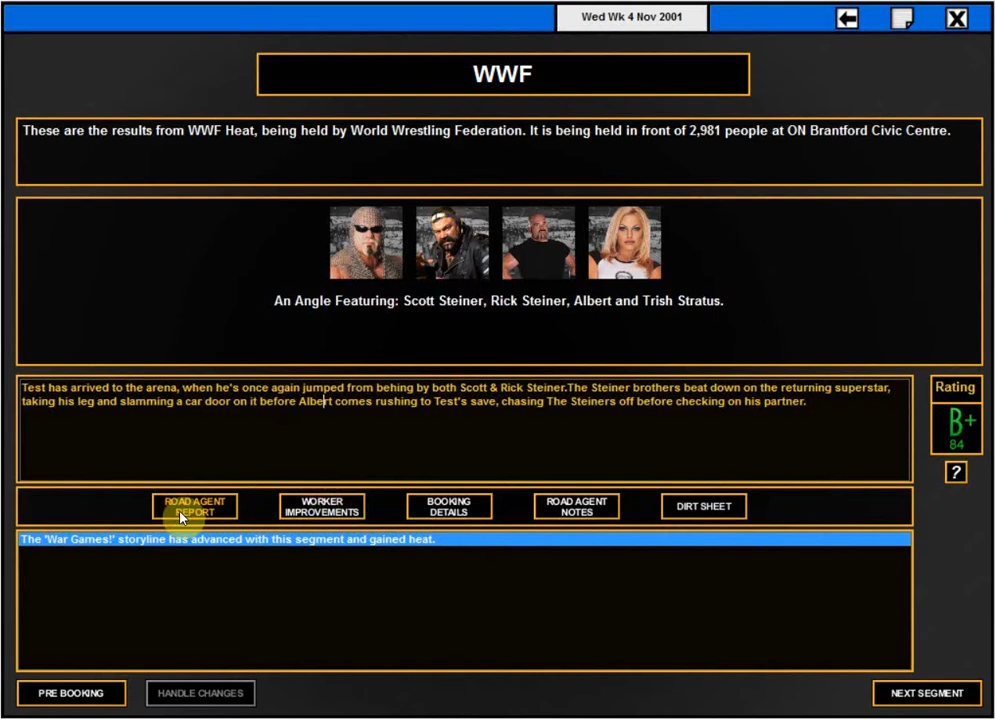 Wed Wk 4 Nov 2001
WWF
These are the results from WWF Heat, being held by World Wrestling Federation. It is being held in front of 2,981 people at ON Brantford Civic Centre.
An Angle Featuring: Scott Steiner, Rick Steiner, Albert and Trish Stratus.
Test has arrived to the arena, when he's once again jumped from behing by both Scott & Rick Steiner.The Steiner brothers beat down on the returning superstar,
taking his leg and slamming a car door on it before Albert comes rushing to Test's save, chasing The Steiners off before checking on his partner.
Rating
B+
84
?
ROAD AGENT
REPORT
WORKER
IMPROVEMENTS
BOOKING
DETAILS
ROAD AGENT
NOTES
DIRT SHEET
The 'War Games!' storyline has advanced with this segment and gained heat.
PRE BOOKING
HANDLE CHANGES
NEXT SEGMENT